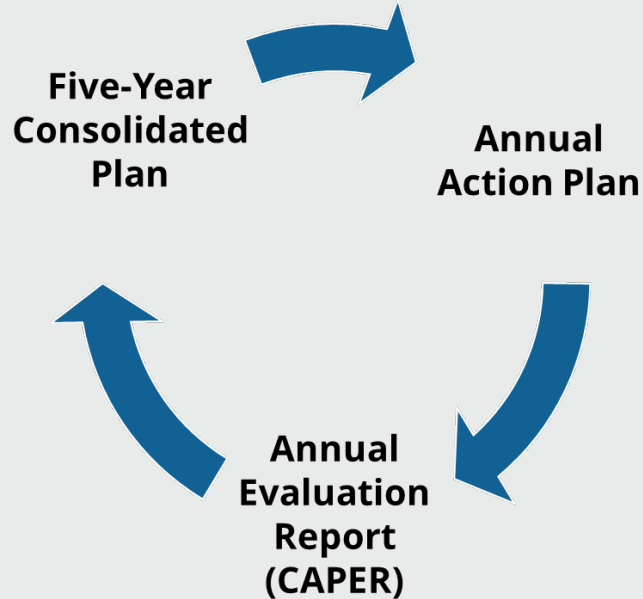 Five-Year
Consolidated
Plan
Annual
Action Plan
Annual
Evaluation
Report
(CAPER)